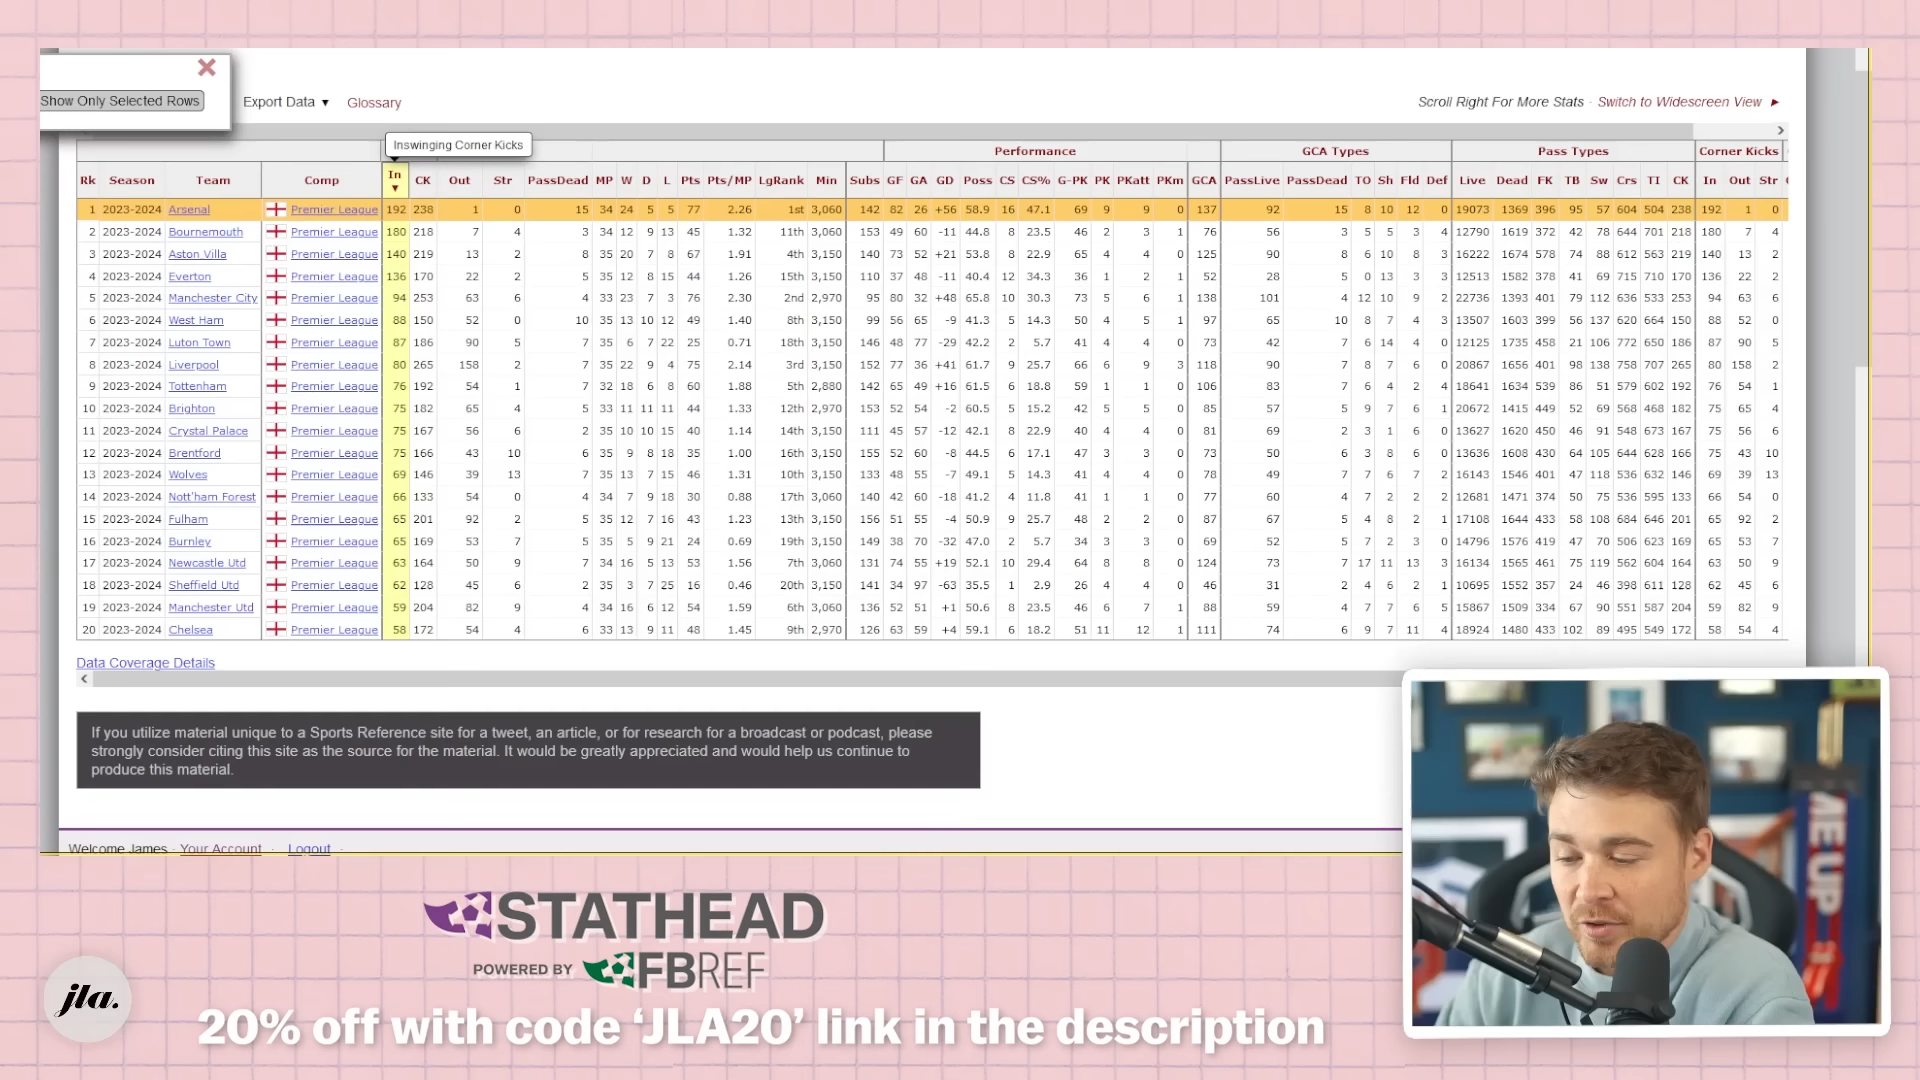 Show Only Selected Rows
Export Data ▼ Glossary
Scroll Right For More Stats · Switch to Widescreen View ►
Inswinging Corner Kicks
Performance GCA Types Pass Types Corner Kicks
Rk Season Team Comp In ▼ CK Out Str PassDead MP W D L Pts Pts/MP LgRank Min Subs GF GA GD Poss CS CS% G-PK PK PKatt PKm GCA PassLive PassDead TO Sh Fld Def Live Dead FK TB Sw Crs TI CK In Out Str
1 2023-2024 Arsenal Premier League 192 238 1 0 15 34 24 5 5 77 2.26 1st 3,060 142 82 26 +56 58.9 16 47.1 69 9 9 0 137 92 15 8 10 12 0 19073 1369 396 95 57 604 504 238 192 1 0
2 2023-2024 Bournemouth Premier League 180 218 7 4 3 34 12 9 13 45 1.32 11th 3,060 153 49 60 -11 44.8 8 23.5 46 2 3 1 76 56 3 5 5 3 4 12790 1619 372 42 78 644 701 218 180 7 4
3 2023-2024 Aston Villa Premier League 140 219 13 2 8 35 20 7 8 67 1.91 4th 3,150 140 73 52 +21 53.8 8 22.9 65 4 4 0 125 90 8 6 10 8 3 16222 1674 578 74 88 612 563 219 140 13 2
4 2023-2024 Everton Premier League 136 170 22 2 5 35 12 8 15 44 1.26 15th 3,150 110 37 48 -11 40.4 12 34.3 36 1 2 1 52 28 5 0 13 3 3 12513 1582 378 41 69 715 710 170 136 22 2
5 2023-2024 Manchester City Premier League 94 253 63 6 4 33 23 7 3 76 2.30 2nd 2,970 95 80 32 +48 65.8 10 30.3 73 5 6 1 138 101 4 12 10 9 2 22736 1393 401 79 112 636 533 253 94 63 6
6 2023-2024 West Ham Premier League 88 150 52 0 10 35 13 10 12 49 1.40 8th 3,150 99 56 65 -9 41.3 5 14.3 50 4 5 1 97 65 10 8 7 4 3 13507 1603 399 56 137 620 664 150 88 52 0
7 2023-2024 Luton Town Premier League 87 186 90 5 7 35 6 7 22 25 0.71 18th 3,150 146 48 77 -29 42.2 2 5.7 41 4 4 0 73 42 7 6 14 4 0 12125 1735 458 21 106 772 650 186 87 90 5
8 2023-2024 Liverpool Premier League 80 265 158 2 7 35 22 9 4 75 2.14 3rd 3,150 152 77 36 +41 61.7 9 25.7 66 6 9 3 118 90 7 8 7 6 0 20867 1656 401 98 138 758 707 265 80 158 2
9 2023-2024 Tottenham Premier League 76 192 54 1 7 32 18 6 8 60 1.88 5th 2,880 142 65 49 +16 61.5 6 18.8 59 1 1 0 106 83 7 6 4 2 4 18641 1634 539 86 51 579 602 192 76 54 1
10 2023-2024 Brighton Premier League 75 182 65 4 5 33 11 11 11 44 1.33 12th 2,970 153 52 54 -2 60.5 5 15.2 42 5 5 0 85 57 5 9 7 6 1 20672 1415 449 52 69 568 468 182 75 65 4
11 2023-2024 Crystal Palace Premier League 75 167 56 6 2 35 10 10 15 40 1.14 14th 3,150 111 45 57 -12 42.1 8 22.9 41 4 4 0 81 69 2 3 1 6 0 13627 1620 450 46 91 548 673 167 75 56 6
12 2023-2024 Brentford Premier League 75 166 43 10 6 35 9 8 18 35 1.00 16th 3,150 155 52 60 -8 44.5 6 17.1 47 3 3 0 73 50 6 3 8 6 0 13636 1608 430 64 105 644 628 166 75 43 10
13 2023-2024 Wolves Premier League 69 146 39 13 7 35 13 7 15 46 1.31 10th 3,150 133 48 55 -7 49.1 5 14.3 41 4 4 0 78 49 7 7 6 7 2 16143 1546 401 47 118 536 632 146 69 39 13
14 2023-2024 Nott'ham Forest Premier League 66 133 54 0 4 34 7 9 18 30 0.88 17th 3,060 140 42 60 -18 41.2 4 11.8 41 1 1 0 77 60 4 7 2 2 2 12681 1471 374 50 75 536 595 133 66 54 0
15 2023-2024 Fulham Premier League 65 201 92 2 5 35 12 7 16 43 1.23 13th 3,150 156 51 55 -4 50.9 9 25.7 48 2 2 0 87 67 5 4 8 2 1 17108 1644 433 58 108 684 646 201 65 92 2
16 2023-2024 Burnley Premier League 65 169 53 7 5 35 5 9 21 24 0.69 19th 3,150 149 38 70 -32 47.0 2 5.7 34 3 3 0 69 52 5 7 2 3 0 14796 1576 419 47 70 506 623 169 65 53 7
17 2023-2024 Newcastle Utd Premier League 63 164 50 9 7 34 16 5 13 53 1.56 7th 3,060 131 74 55 +19 52.1 10 29.4 64 8 8 0 124 73 7 17 11 13 3 16134 1565 461 75 119 562 604 164 63 50 9
18 2023-2024 Sheffield Utd Premier League 62 128 45 6 2 35 3 7 25 16 0.46 20th 3,150 141 34 97 -63 35.5 1 2.9 26 4 4 0 46 31 2 4 6 2 1 10695 1552 357 24 46 398 611 128 62 45 6
19 2023-2024 Manchester Utd Premier League 59 204 82 9 4 34 16 6 12 54 1.59 6th 3,060 136 52 51 +1 50.6 8 23.5 46 6 7 1 88 59 4 7 7 6 5 15867 1509 334 67 90 551 587 204 59 82 9
20 2023-2024 Chelsea Premier League 58 172 54 4 6 33 13 9 11 48 1.45 9th 2,970 126 63 59 +4 59.1 6 18.2 51 11 12 1 111 74 6 9 7 11 4 18924 1480 433 102 89 495 549 172 58 54 4
Data Coverage Details
If you utilize material unique to a Sports Reference site for a tweet, an article, or for research for a broadcast or podcast, please
strongly consider citing this site as the source for the material. It would be greatly appreciated and would help us continue to
produce this material.
Welcome James · Your Account · Logout ·
STATHEAD
POWERED BY FBREF
jla.
20% off with code ‘JLA20’ link in the description
ME UP